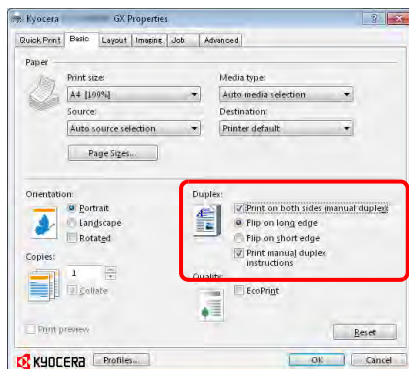 Kyocera GX Properties
Quick Print Basic Layout Imaging Job Advanced
Paper
Print size: Media type:
A4 [100%] Auto media selection
Source: Destination:
Auto source selection Printer default
Page Sizes...
Orientation: Duplex:
Portrait Print on both sides (manual duplex)
Landscape Flip on long edge
Rotated Flip on short edge
Copies: Print manual duplex
instructions
1 Quality:
Collate EcoPrint
Print preview Reset
KYOCERA Profiles... OK Cancel